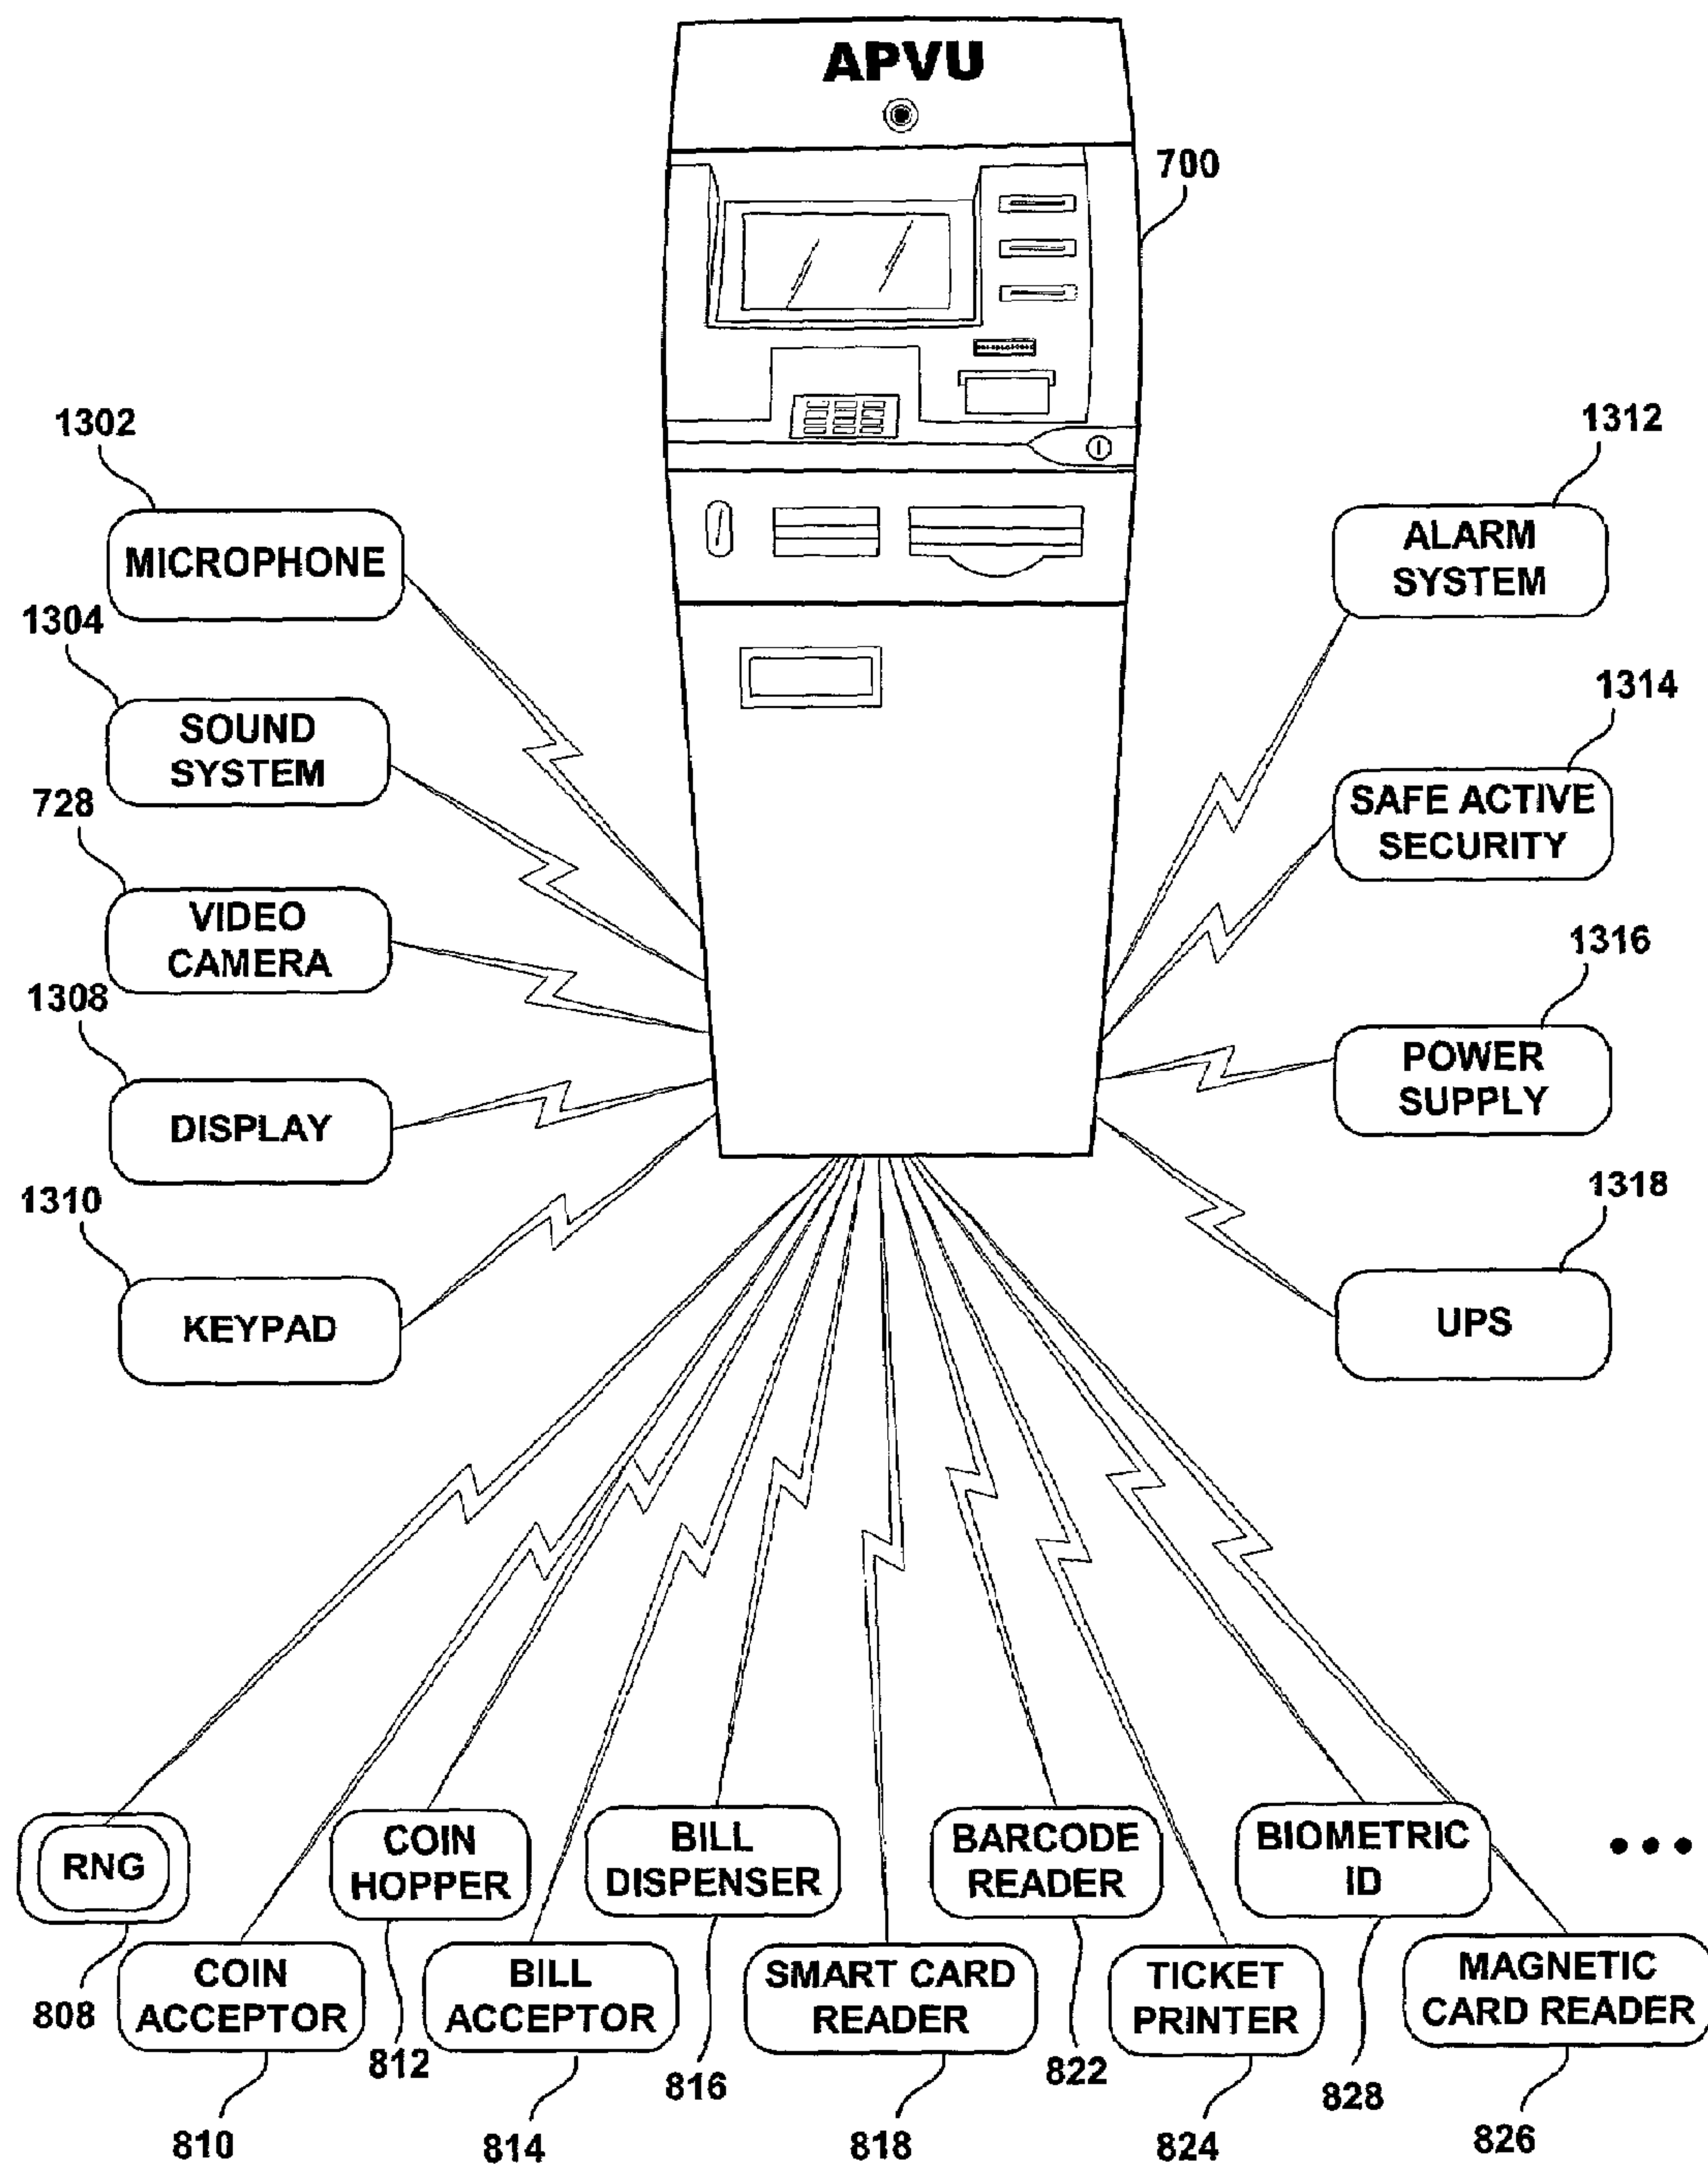 APVU
700
1302
MICROPHONE
1304
SOUND
SYSTEM
728
VIDEO
CAMERA
1308
DISPLAY
1310
KEYPAD
1312
ALARM
SYSTEM
1314
SAFE ACTIVE
SECURITY
1316
POWER
SUPPLY
1318
UPS
RNG
808
COIN
ACCEPTOR
810
COIN
HOPPER
812
BILL
ACCEPTOR
814
BILL
DISPENSER
816
SMART CARD
READER
818
BARCODE
READER
822
TICKET
PRINTER
824
BIOMETRIC
ID
828
MAGNETIC
CARD READER
826
•••